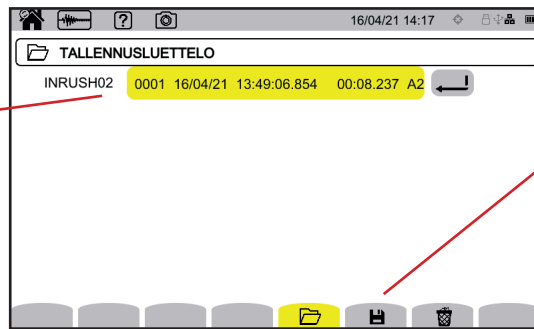 ? 16/04/21 14:17
TALLENNUSLUETTELO
INRUSH02 0001 16/04/21 13:49:06.854 00:08.237 A2